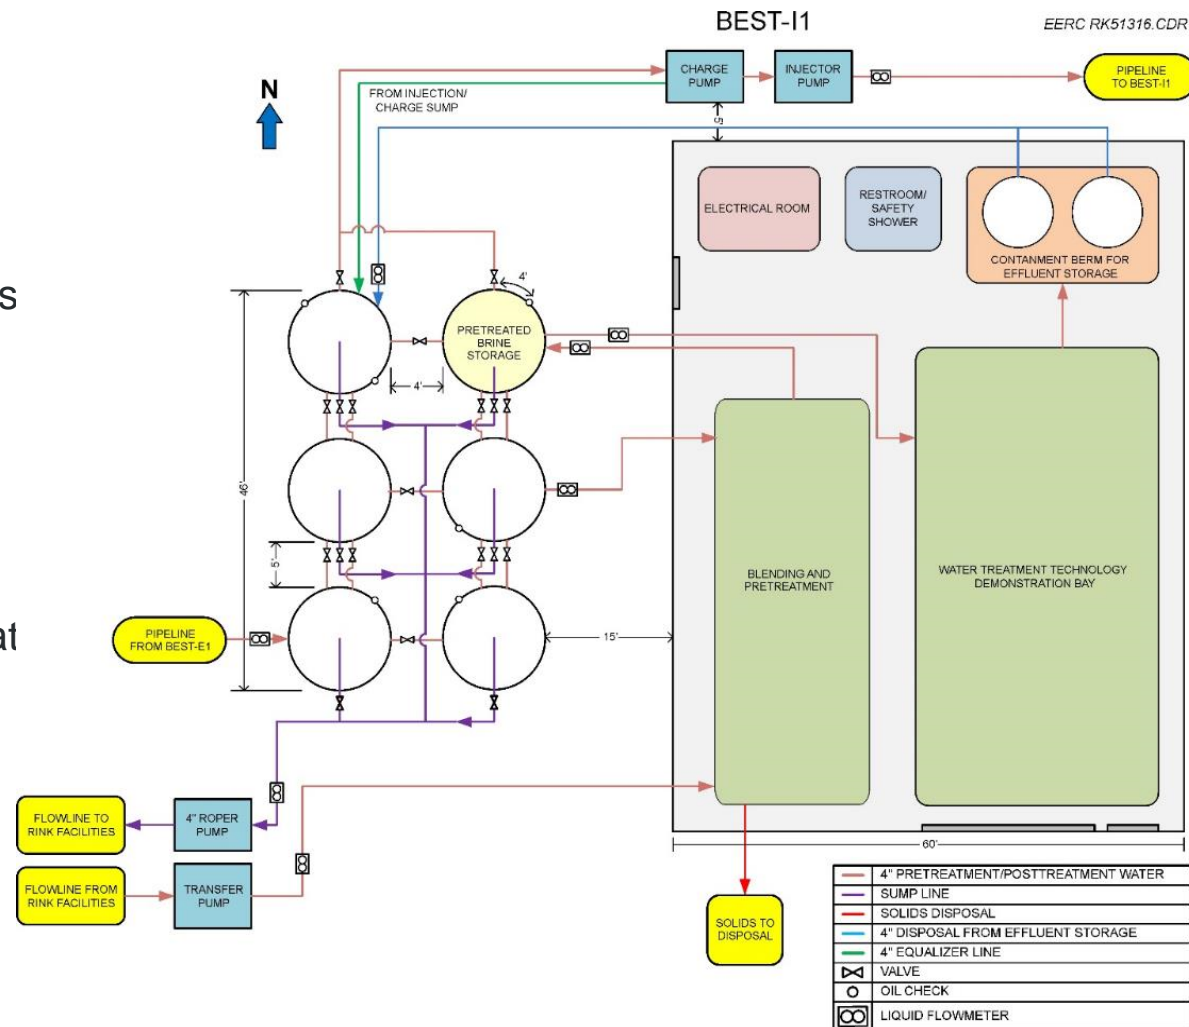 BEST-I1
EERC RK51316.CDR
CHARGE
PUMP
INJECTOR
PUMP
PIPELINE
TO BEST-I1
N
FROM INJECTION/
CHARGE SUMP
5'
ELECTRICAL ROOM
RESTROOM/
SAFETY
SHOWER
CONTANMENT BERM FOR
EFFLUENT STORAGE
s
4'
PRETREATED
BRINE
STORAGE
4'
46'
5'
BLENDING AND
PRETREATMENT
WATER TREATMENT TECHNOLOGY
DEMONSTRATION BAY
at
PIPELINE
FROM BEST-E1
15'
FLOWLINE TO
RINK FACILITIES
4" ROPER
PUMP
60'
FLOWLINE FROM
RINK FACILITIES
TRANSFER
PUMP
SOLIDS TO
DISPOSAL
4" PRETREATMENT/POSTTREATMENT WATER
SUMP LINE
SOLIDS DISPOSAL
4" DISPOSAL FROM EFFLUENT STORAGE
4" EQUALIZER LINE
VALVE
OIL CHECK
LIQUID FLOWMETER